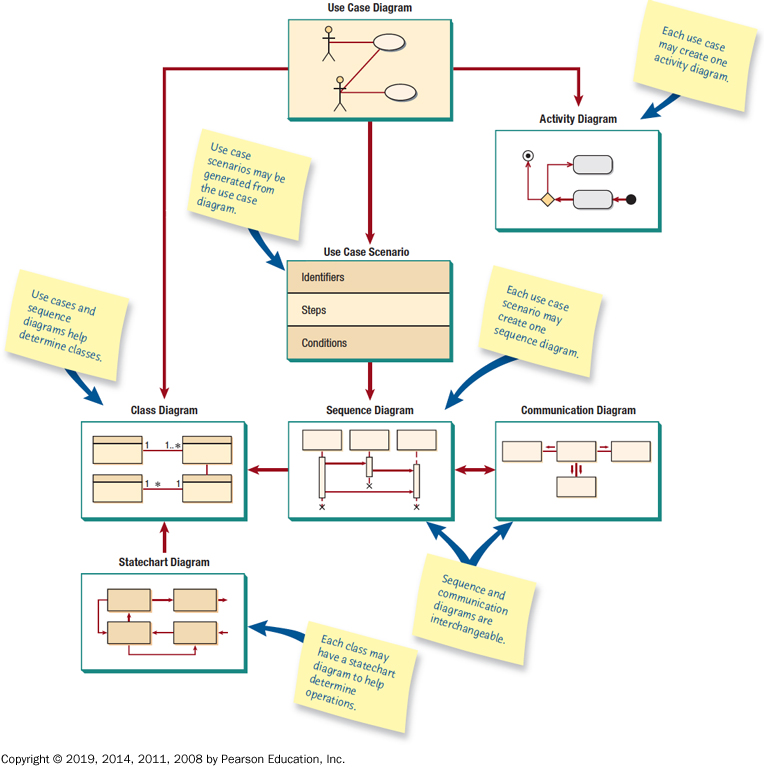 Use Case Diagram
Each use case
may create one
activity diagram.
Activity Diagram
Use case
scenarios may be
generated from
the use case
diagram.
Use Case Scenario
Identifiers
Steps
Conditions
Use cases and
sequence
diagrams help
determine classes.
Each use case
scenario may
create one
sequence diagram.
Class Diagram
1 1..*
1 * 1
Sequence Diagram
Communication Diagram
Statechart Diagram
Sequence and
communication
diagrams are
interchangeable.
Each class may
have a statechart
diagram to help
determine
operations.
Copyright © 2019, 2014, 2011, 2008 by Pearson Education, Inc.